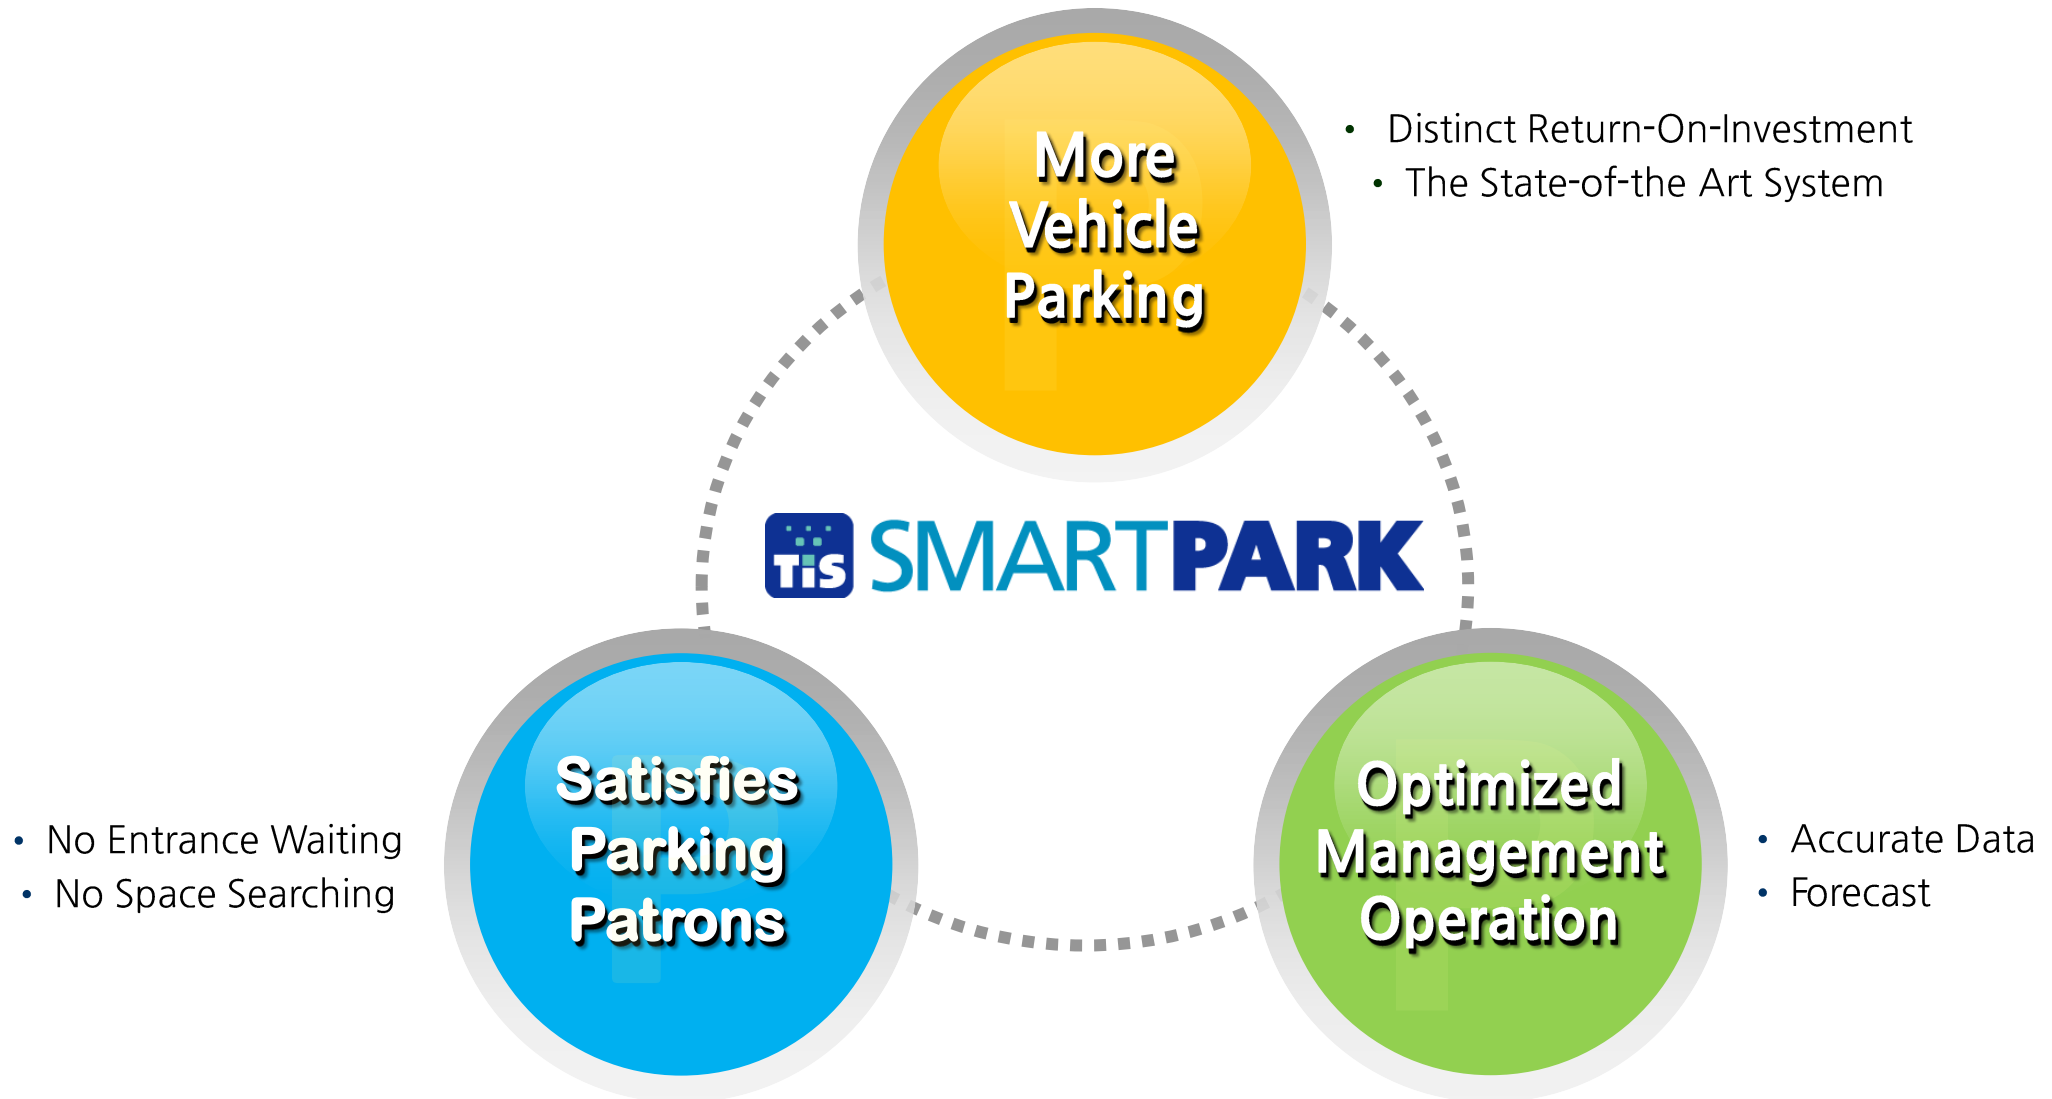 More
Vehicle
Parking
• Distinct Return-On-Investment
• The State-of-the Art System
TiS SMARTPARK
Satisfies
Parking
Patrons
• No Entrance Waiting
• No Space Searching
Optimized
Management
Operation
• Accurate Data
• Forecast